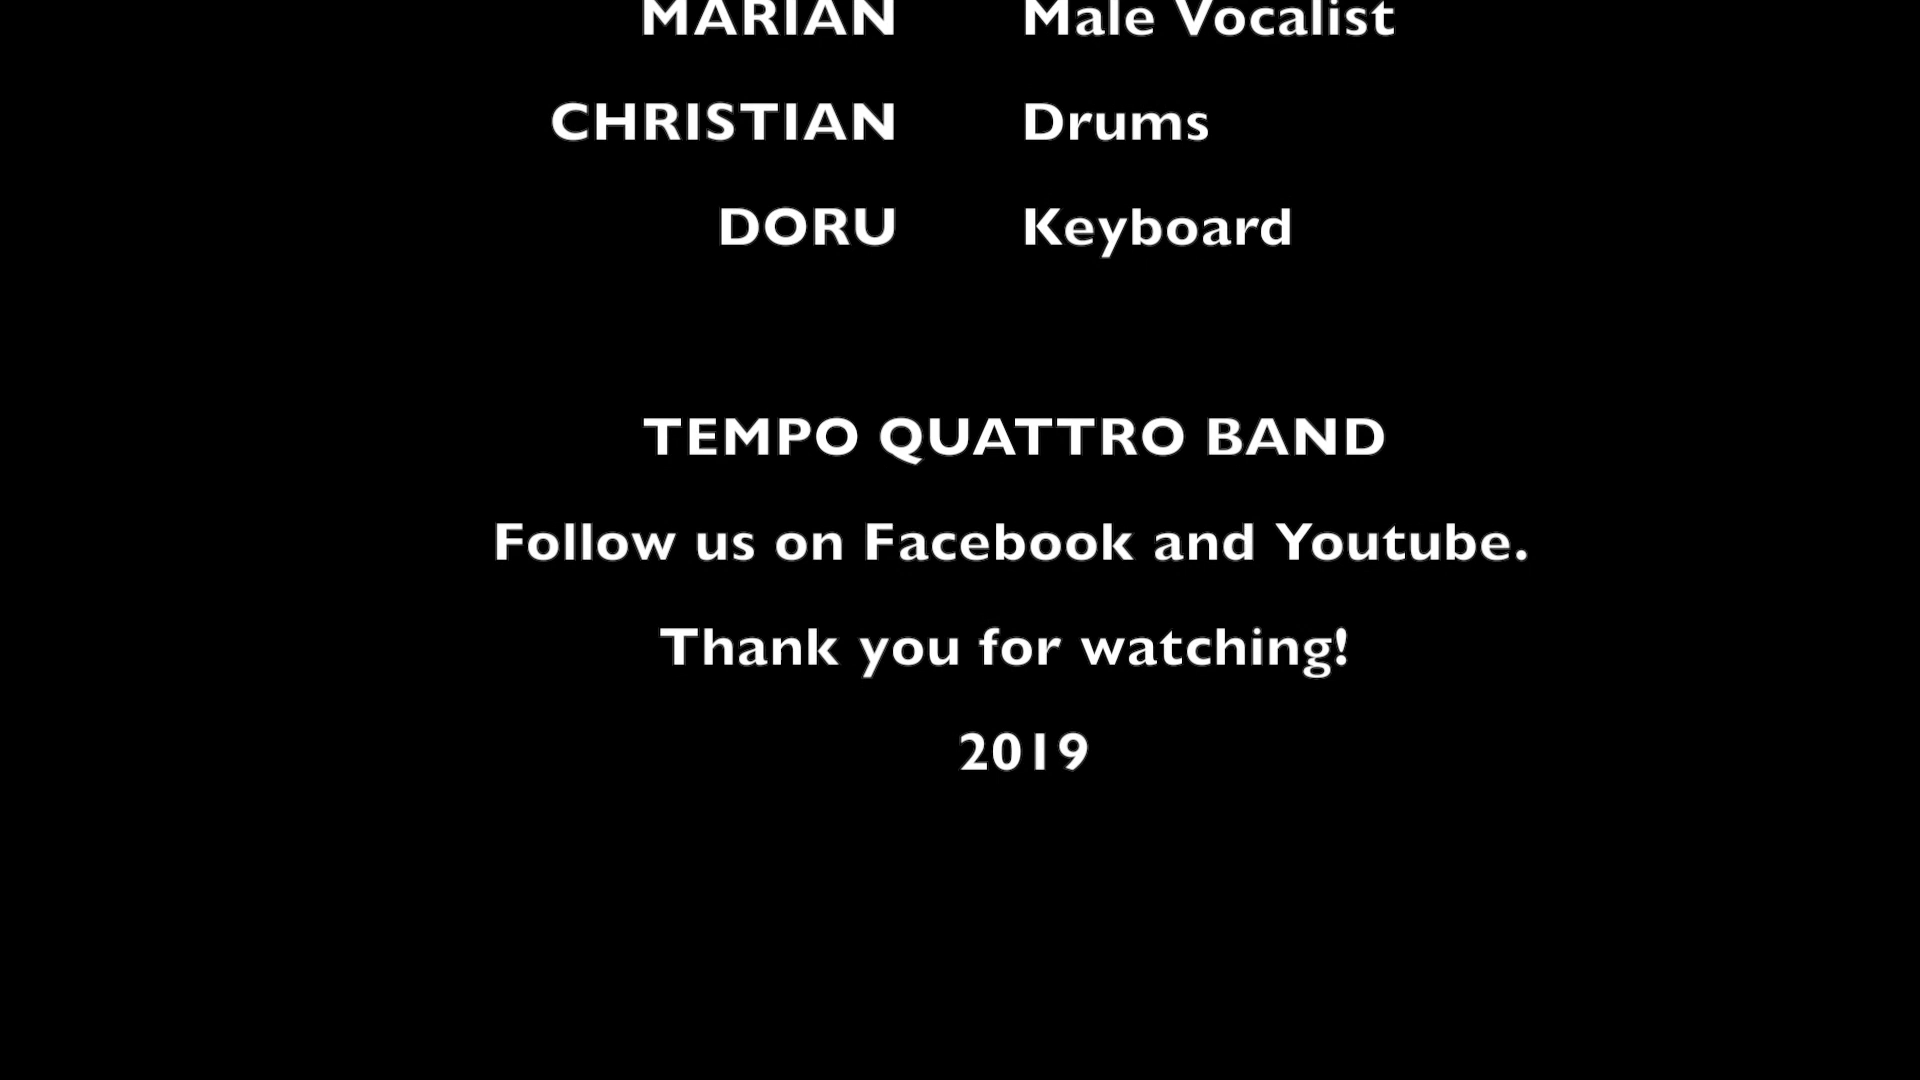 MARIAN Male Vocalist
CHRISTIAN Drums
DORU Keyboard
TEMPO QUATTRO BAND
Follow us on Facebook and Youtube.
Thank you for watching!
2019